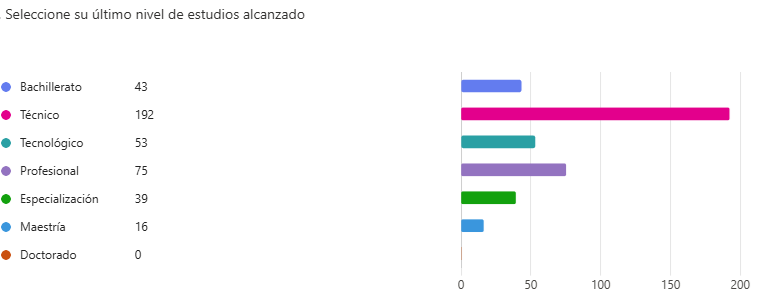 . Seleccione su último nivel de estudios alcanzado
Bachillerato 43
Técnico 192
Tecnológico 53
Profesional 75
Especialización 39
Maestría 16
Doctorado 0
0 50 100 150 200